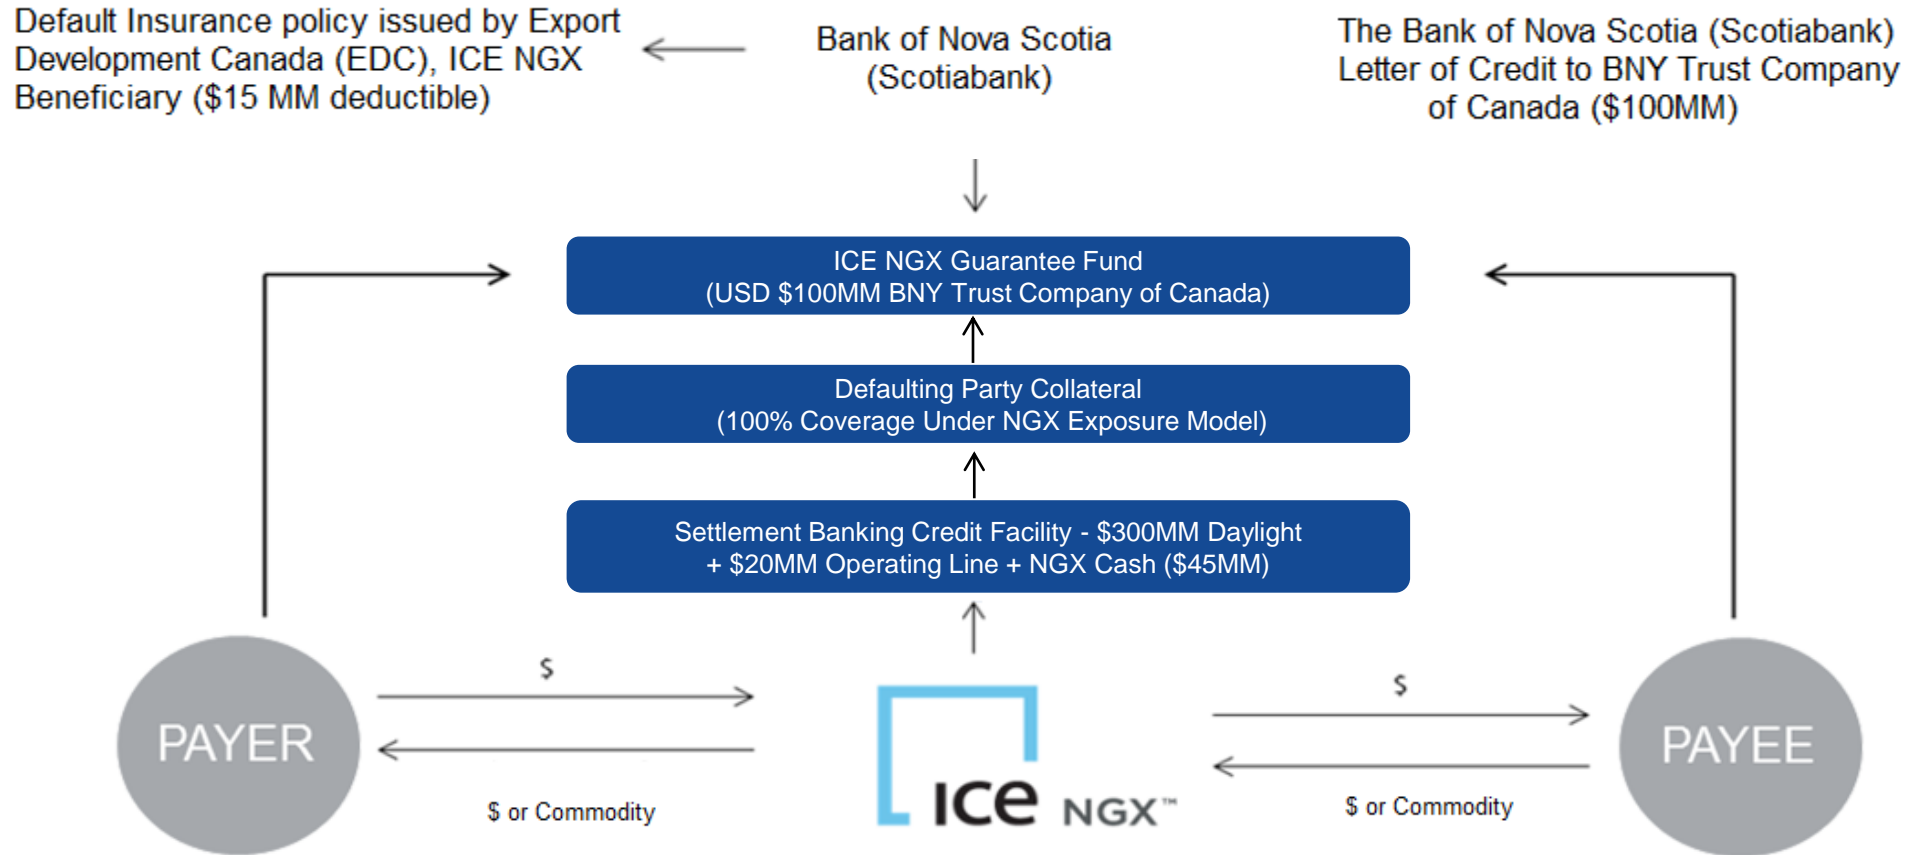 Default Insurance policy issued by Export
Development Canada (EDC), ICE NGX
Beneficiary ($15 MM deductible)
Bank of Nova Scotia
(Scotiabank)
The Bank of Nova Scotia (Scotiabank)
Letter of Credit to BNY Trust Company
of Canada ($100MM)
ICE NGX Guarantee Fund
(USD $100MM BNY Trust Company of Canada)
Defaulting Party Collateral
(100% Coverage Under NGX Exposure Model)
Settlement Banking Credit Facility - $300MM Daylight
+ $20MM Operating Line + NGX Cash ($45MM)
PAYER
$
$ or Commodity
ice NGX™
$
$ or Commodity
PAYEE